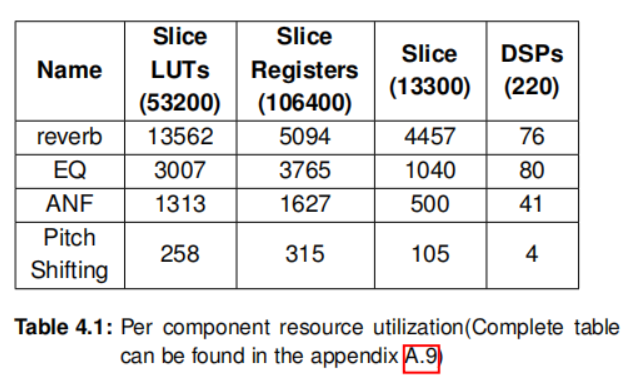 Name Slice LUTs (53200) Slice Registers (106400) Slice (13300) DSPs (220)
reverb 13562 5094 4457 76
EQ 3007 3765 1040 80
ANF 1313 1627 500 41
Pitch Shifting 258 315 105 4
Table 4.1: Per component resource utilization(Complete table
can be found in the appendix A.9)